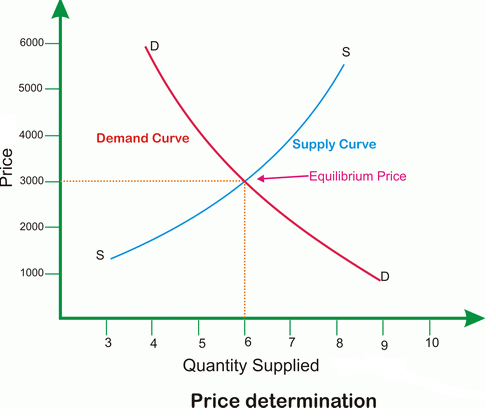 6000
D
S
5000
4000
Demand Curve
Supply Curve
Price
3000
Equilibrium Price
2000
S
1000
D
3 4 5 6 7 8 9 10
Quantity Supplied
Price determination